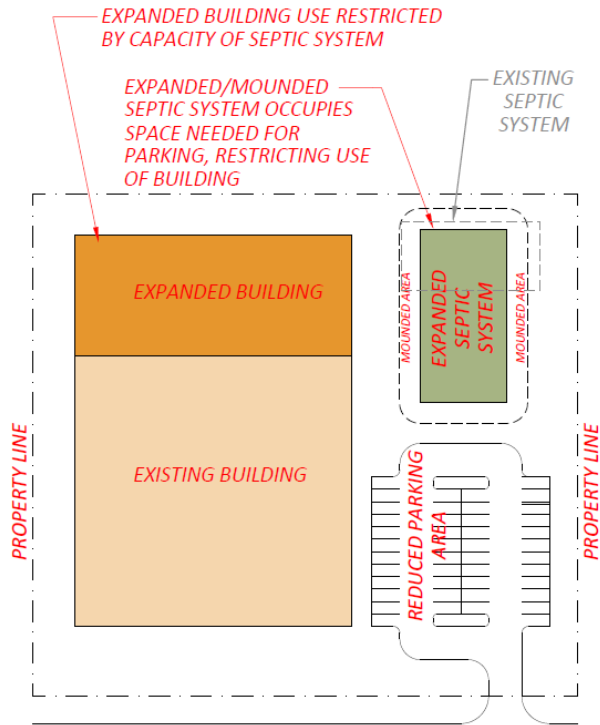 EXPANDED BUILDING USE RESTRICTED
BY CAPACITY OF SEPTIC SYSTEM
EXPANDED/MOUNDED
SEPTIC SYSTEM OCCUPIES
SPACE NEEDED FOR
PARKING, RESTRICTING USE
OF BUILDING
EXISTING
SEPTIC
SYSTEM
EXPANDED BUILDING
MOUNDED AREA
EXPANDED
SEPTIC
SYSTEM
MOUNDED AREA
EXISTING BUILDING
PROPERTY LINE
REDUCED PARKING
AREA
PROPERTY LINE